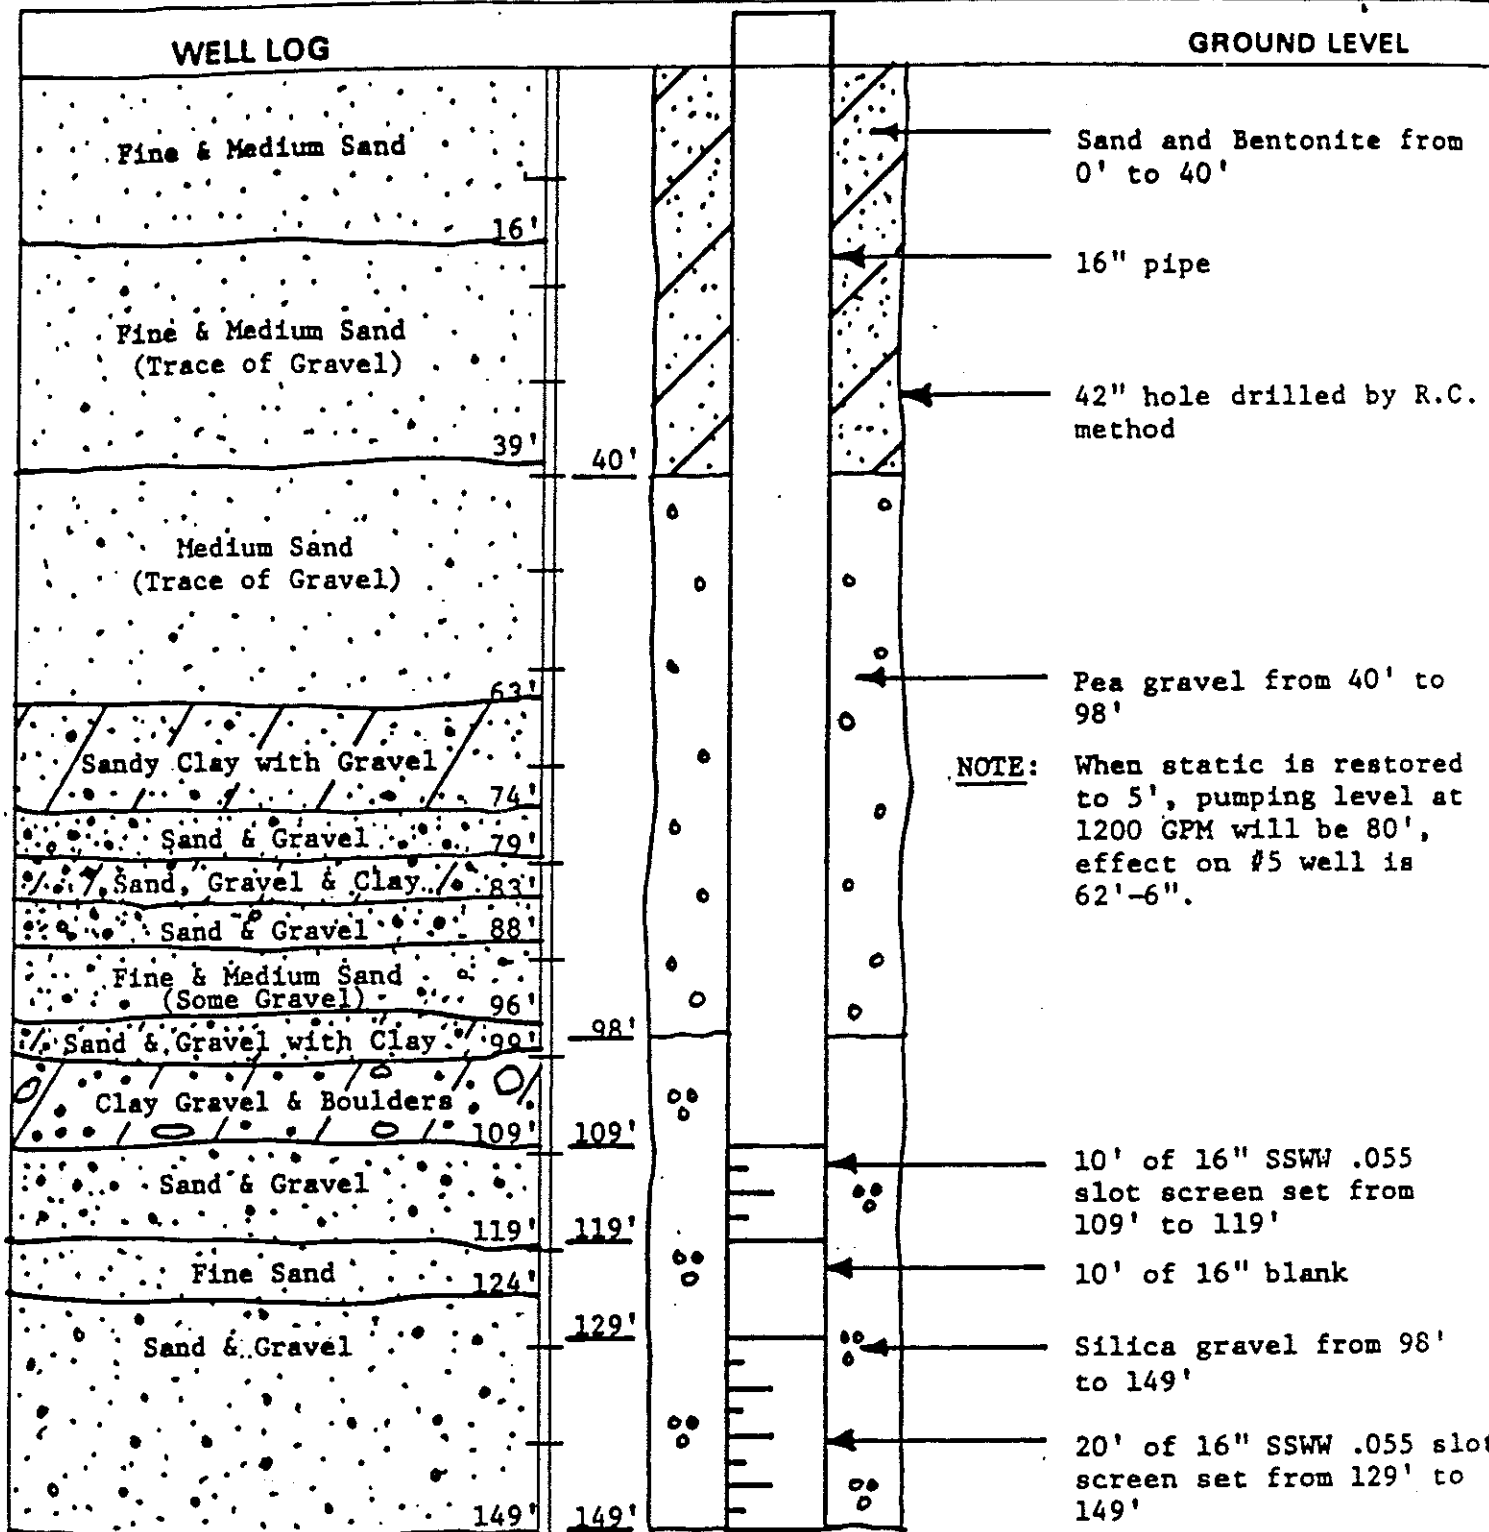 WELL LOG
GROUND LEVEL
Fine & Medium Sand
16'
Fine & Medium Sand
(Trace of Gravel)
39'
Medium Sand
(Trace of Gravel)
63'
Sandy Clay with Gravel
74'
Sand & Gravel
79'
Sand, Gravel & Clay
83'
Sand & Gravel
88'
Fine & Medium Sand
(Some Gravel)
96'
Sand & Gravel with Clay
99'
Clay Gravel & Boulders
109'
Sand & Gravel
119'
Fine Sand
124'
Sand & Gravel
149'
40'
98'
109'
119'
129'
149'
Sand and Bentonite from
0' to 40'
16" pipe
42" hole drilled by R.C.
method
Pea gravel from 40' to
98'
NOTE: When static is restored
to 5', pumping level at
1200 GPM will be 80',
effect on #5 well is
62'-6".
10' of 16" SSWW .055
slot screen set from
109' to 119'
10' of 16" blank
Silica gravel from 98'
to 149'
20' of 16" SSWW .055 slot
screen set from 129' to
149'